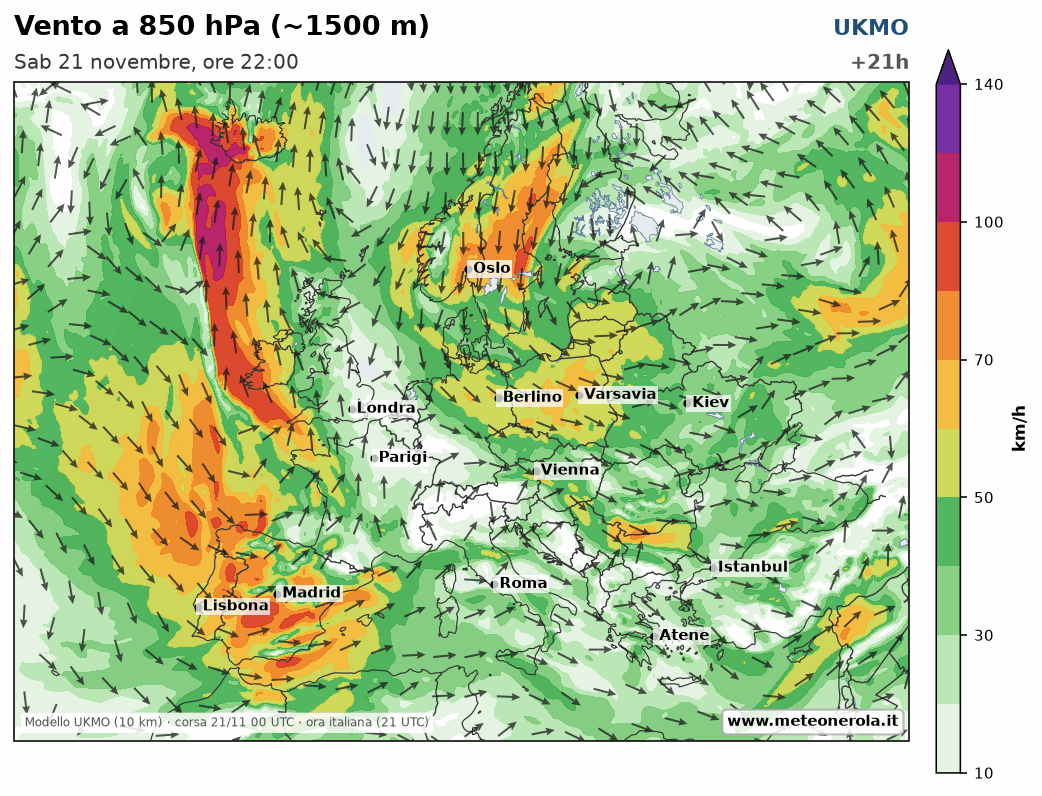 Vento a 850 hPa (~1500 m)
UKMO
Sab 21 novembre, ore 22:00
+21h
140
100
70
50
30
10
km/h
Oslo
Londra
Berlino
Varsavia
Kiev
Parigi
Vienna
Roma
Istanbul
Madrid
Lisbona
Atene
Modello UKMO (10 km) · corsa 21/11 00 UTC · ora italiana (21 UTC)
www.meteonerola.it